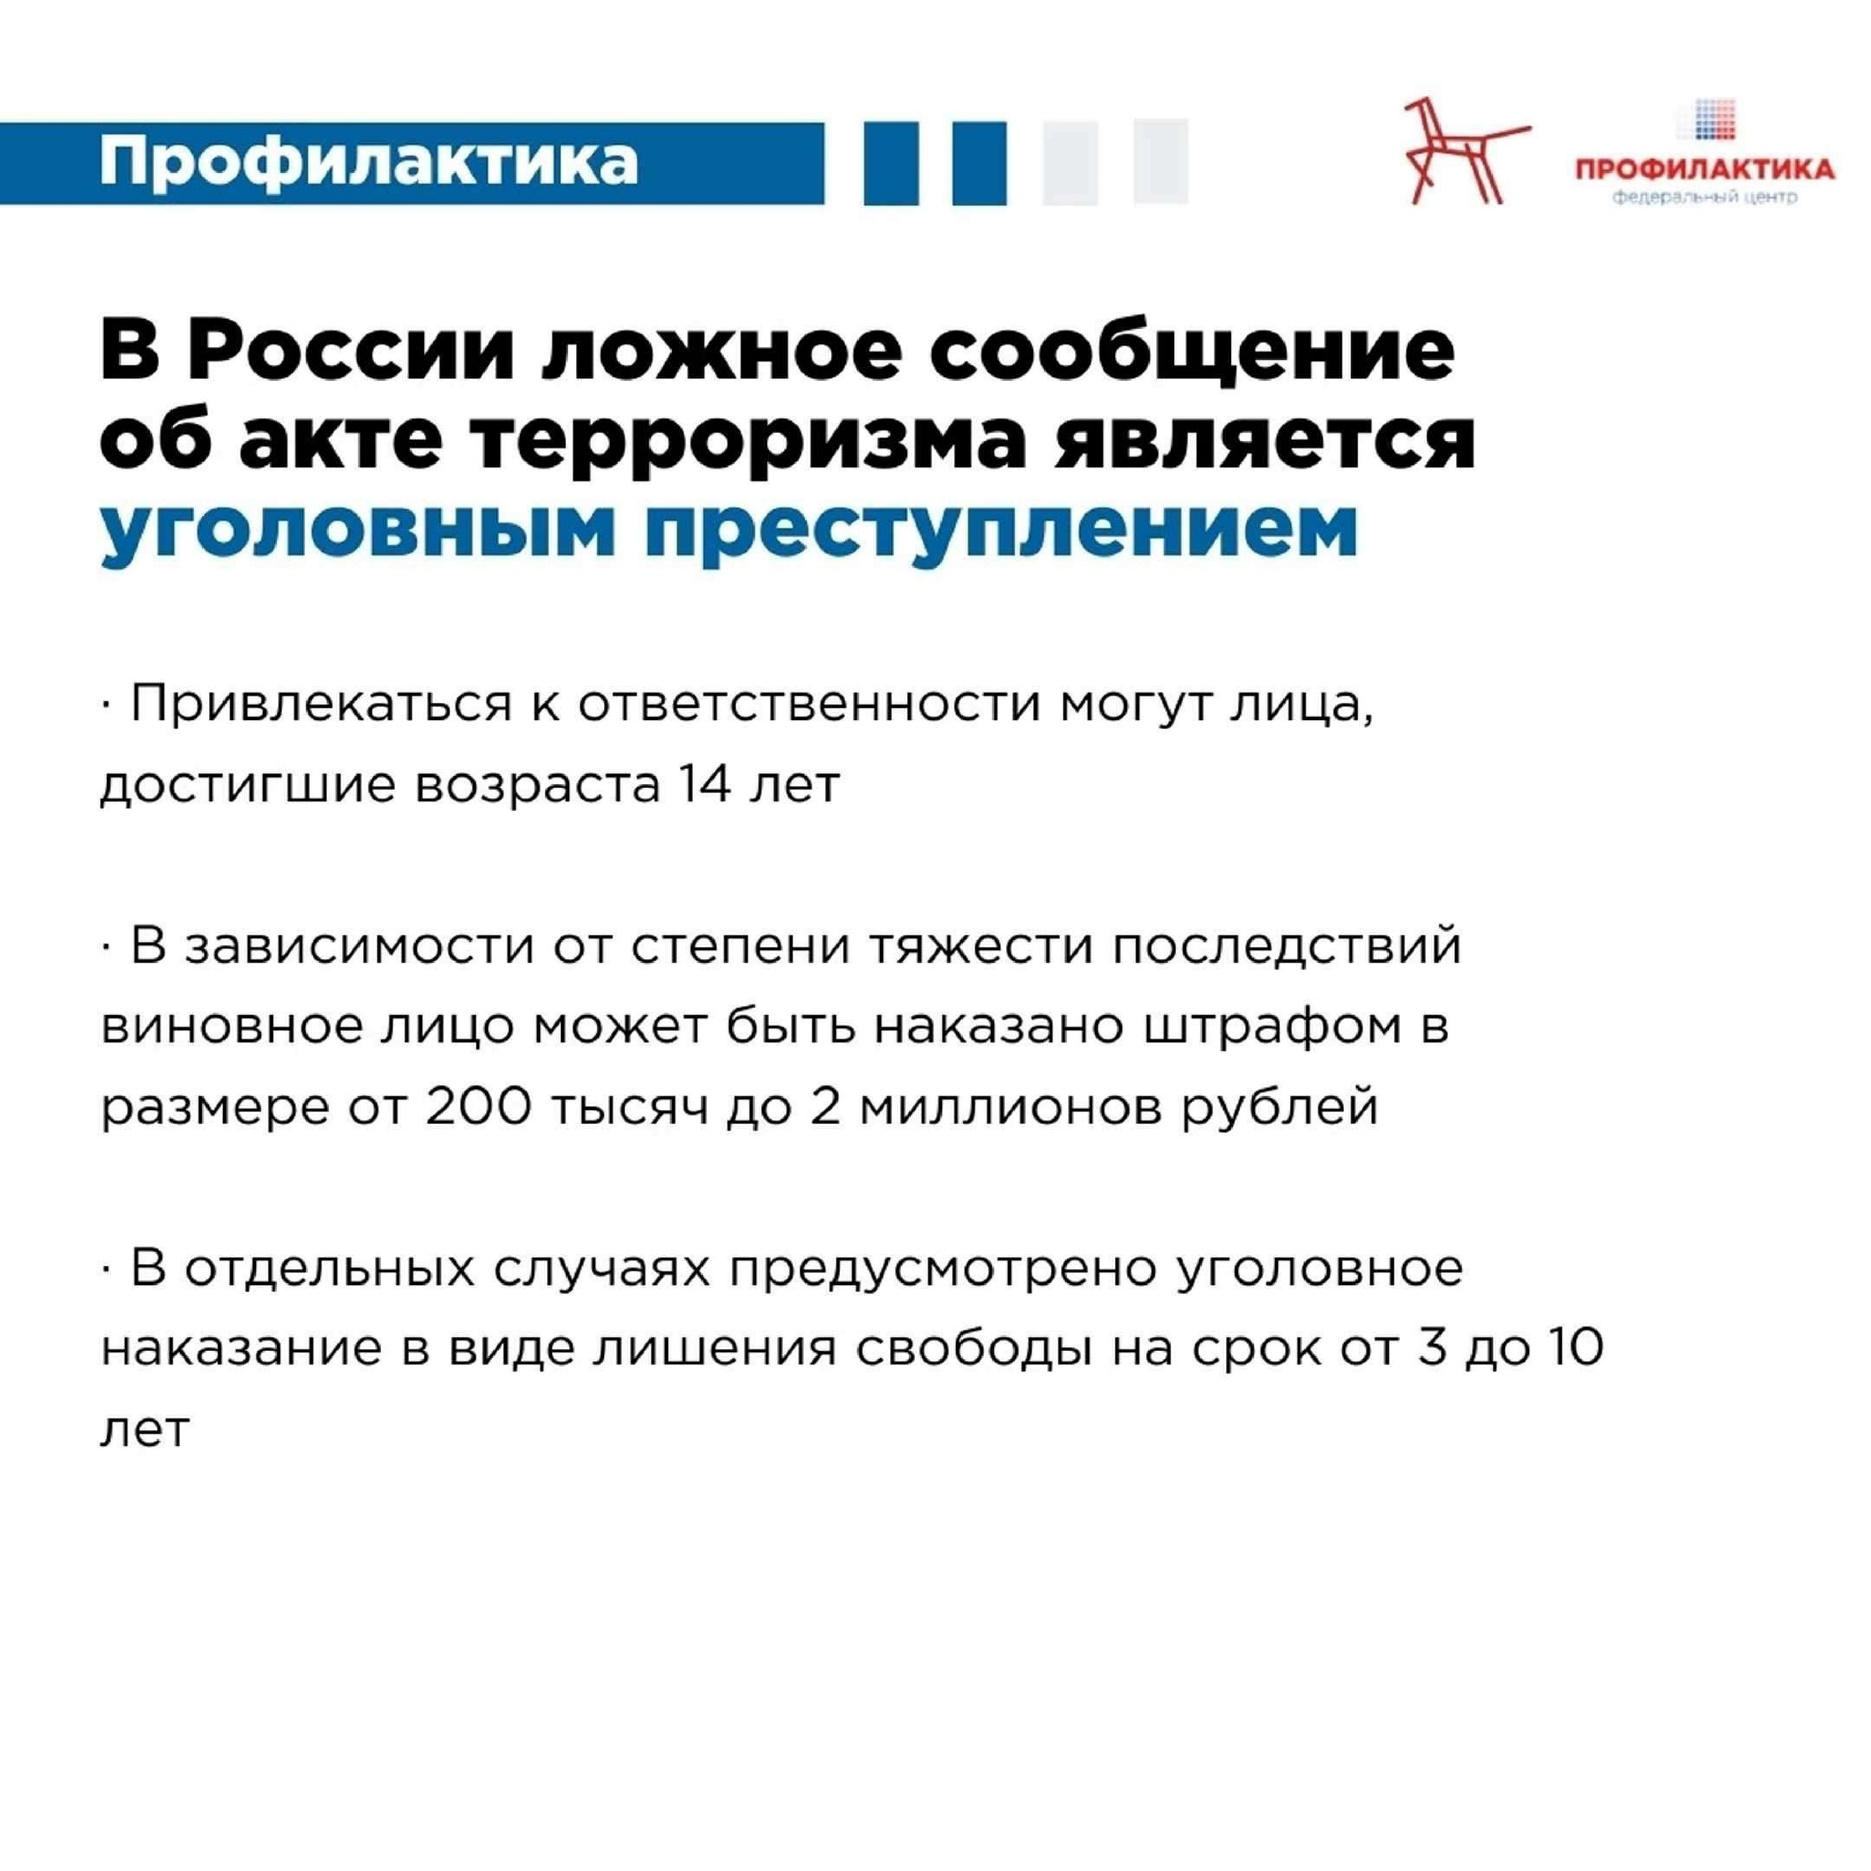 Профилактика
ПРОФИЛАКТИКА
федеральный центр
В России ложное сообщение
об акте терроризма является
уголовным преступлением
· Привлекаться к ответственности могут лица,
достигшие возраста 14 лет
· В зависимости от степени тяжести последствий
виновное лицо может быть наказано штрафом в
размере от 200 тысяч до 2 миллионов рублей
· В отдельных случаях предусмотрено уголовное
наказание в виде лишения свободы на срок от 3 до 10
лет